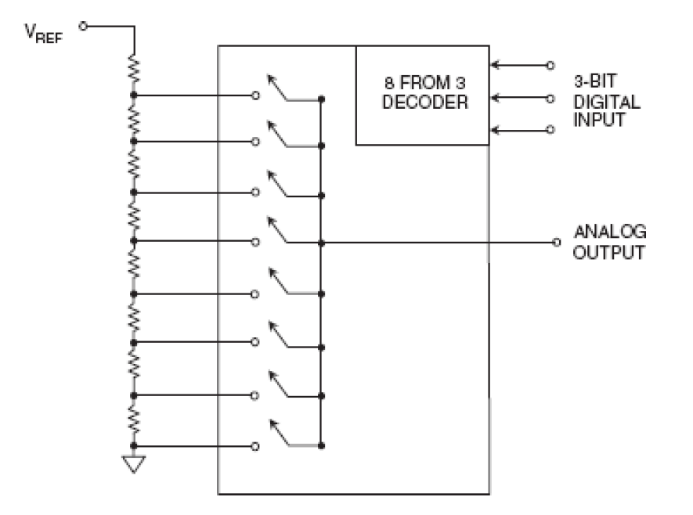 VREF
8 FROM 3
DECODER
3-BIT
DIGITAL
INPUT
ANALOG
OUTPUT